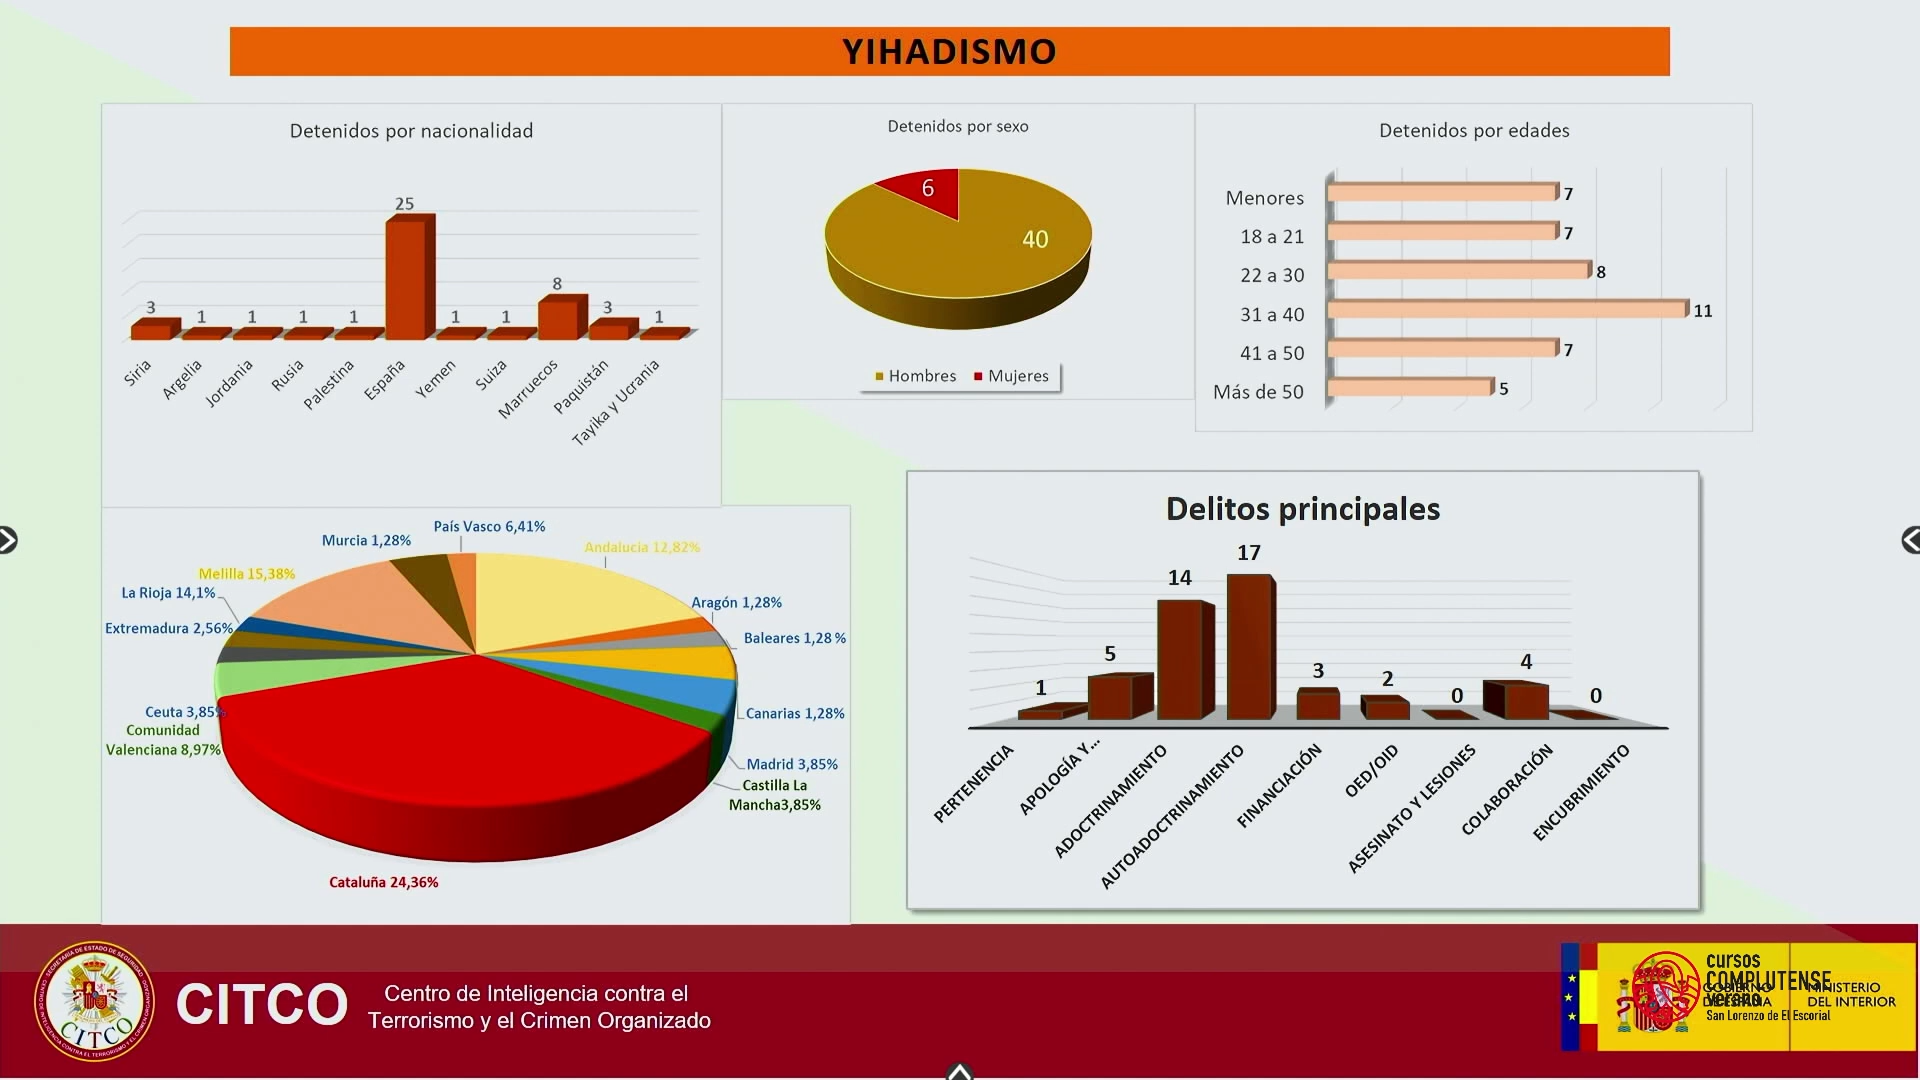 YIHADISMO
Detenidos por nacionalidad
25
3
1
1
1
1
1
1
8
3
1
Siria
Argelia
Jordania
Rusia
Palestina
España
Yemen
Suiza
Marruecos
Paquistán
Tayika y Ucrania
Detenidos por sexo
6
40
Hombres
Mujeres
Detenidos por edades
Menores
7
18 a 21
7
22 a 30
8
31 a 40
11
41 a 50
7
Más de 50
5
País Vasco 6,41%
Murcia 1,28%
Andalucía 12,82%
Melilla 15,38%
La Rioja 14,1%
Aragón 1,28%
Extremadura 2,56%
Baleares 1,28 %
Ceuta 3,85%
Canarias 1,28%
Comunidad
Valenciana 8,97%
Madrid 3,85%
Castilla La
Mancha3,85%
Cataluña 24,36%
Delitos principales
1
5
14
17
3
2
0
4
0
PERTENENCIA
APOLOGÍA Y...
ADOCTRINAMIENTO
AUTOADOCTRINAMIENTO
FINANCIACIÓN
OED/OID
ASESINATO Y LESIONES
COLABORACIÓN
ENCUBRIMIENTO
CITCO
CITCO
Centro de Inteligencia contra el
Terrorismo y el Crimen Organizado
cursos
COMPLUTENSE
verano
San Lorenzo de El Escorial
GOBIERNO
DE ESPAÑA
MINISTERIO
DEL INTERIOR